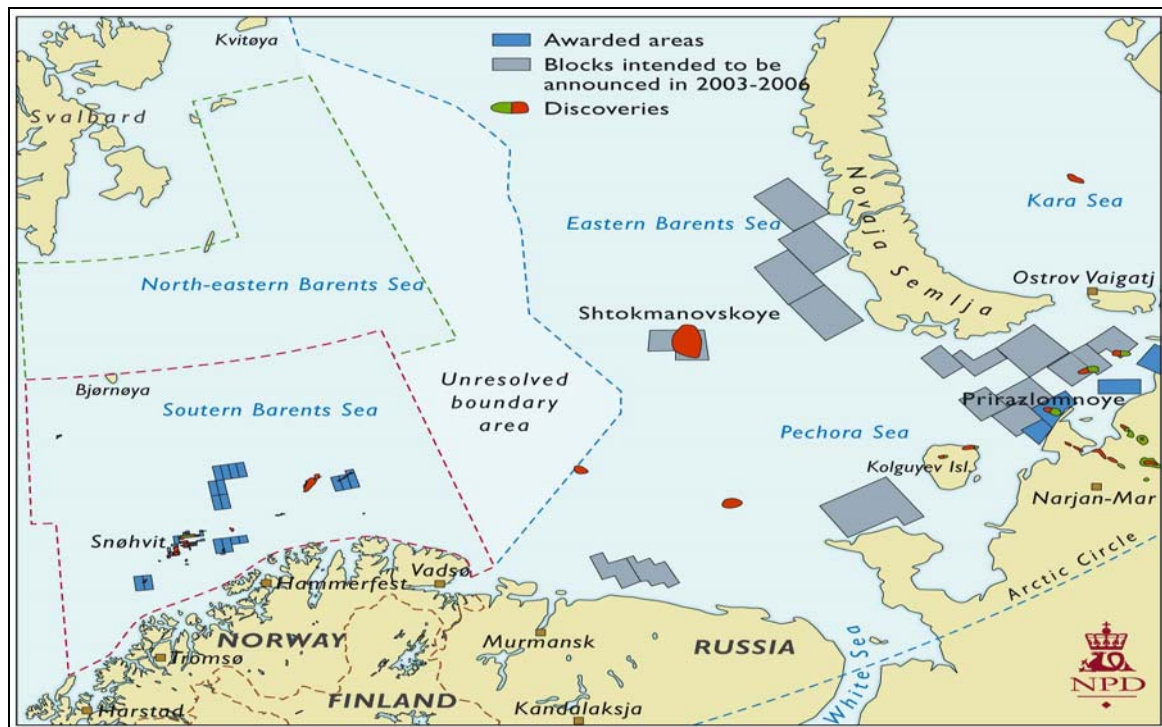 Kvitøya
Awarded areas
Blocks intended to be
announced in 2003-2006
Discoveries
Svalbard
Novaja Semlja
Kara Sea
Eastern Barents Sea
Ostrov Vaigatj
North-eastern Barents Sea
Shtokmanovskoye
Unresolved
boundary
area
Bjørnøya
Soutern Barents Sea
Prirazlomnoye
Pechora Sea
Kolguyev Isl.
Narjan-Mar
Snøhvit
Arctic Circle
Vadsø
Hammerfest
NORWAY
Murmansk
RUSSIA
White Sea
Tromsø
FINLAND
NPD
Harstad
Kandalaksja